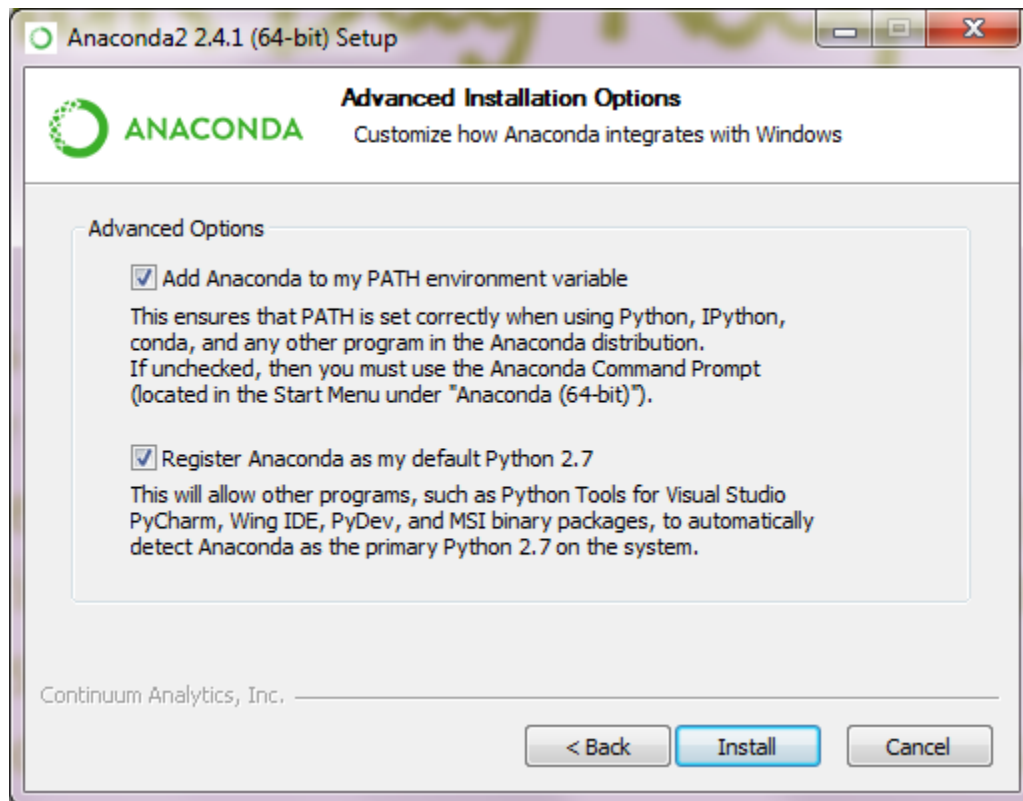 Anaconda2 2.4.1 (64-bit) Setup
ANACONDA
Advanced Installation Options
Customize how Anaconda integrates with Windows
Advanced Options
Add Anaconda to my PATH environment variable
This ensures that PATH is set correctly when using Python, IPython,
conda, and any other program in the Anaconda distribution.
If unchecked, then you must use the Anaconda Command Prompt
(located in the Start Menu under "Anaconda (64-bit)").
Register Anaconda as my default Python 2.7
This will allow other programs, such as Python Tools for Visual Studio
PyCharm, Wing IDE, PyDev, and MSI binary packages, to automatically
detect Anaconda as the primary Python 2.7 on the system.
Continuum Analytics, Inc.
< Back
Install
Cancel